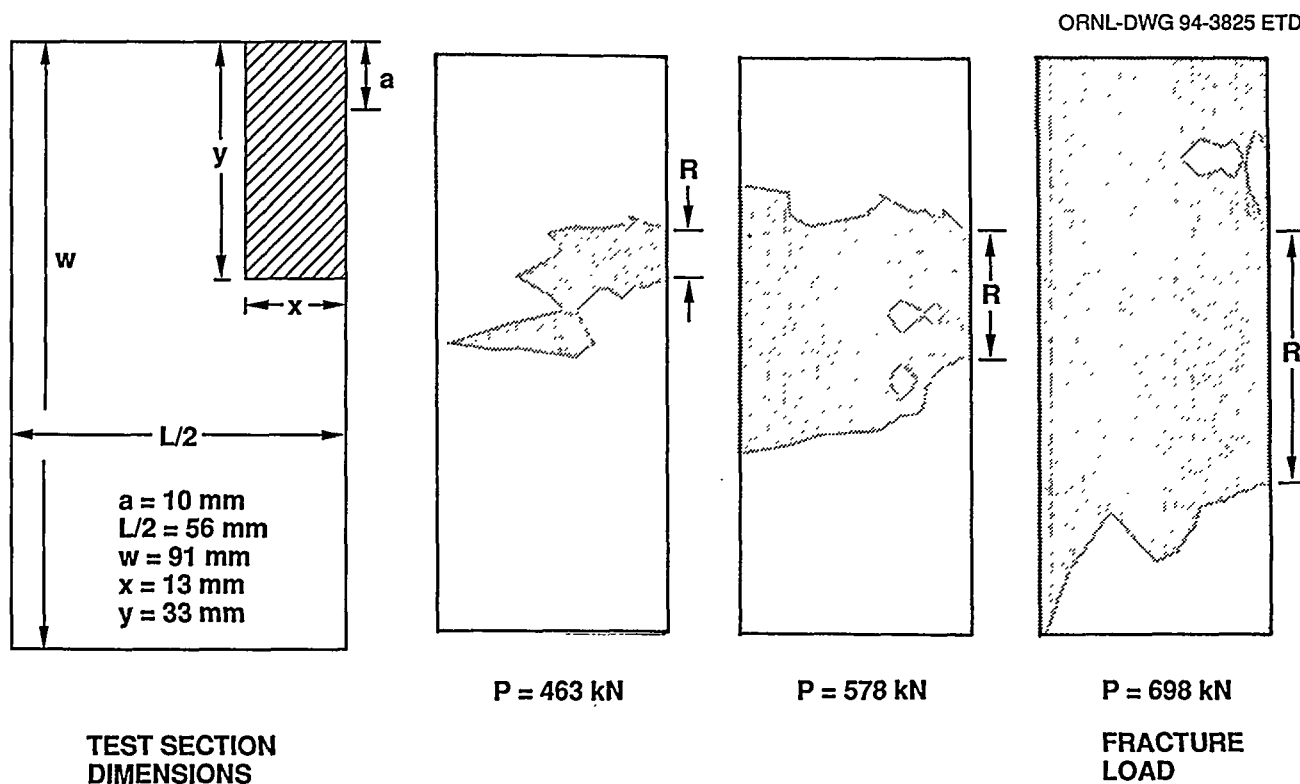 ORNL-DWG 94-3825 ETD
a
y
R
w
x
R
R
L/2
a = 10 mm
L/2 = 56 mm
w = 91 mm
x = 13 mm
y = 33 mm
P = 463 kN
P = 578 kN
P = 698 kN
TEST SECTION
DIMENSIONS
FRACTURE
LOAD